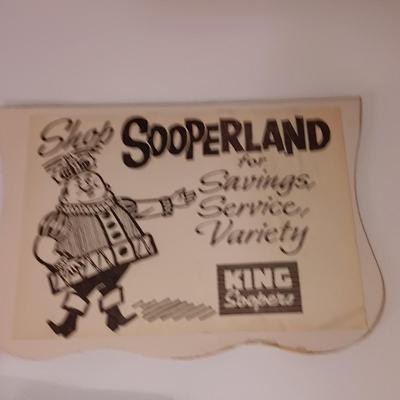 Shop SOOPERLAND
for
Savings,
Service,
Variety
KING
Soopers